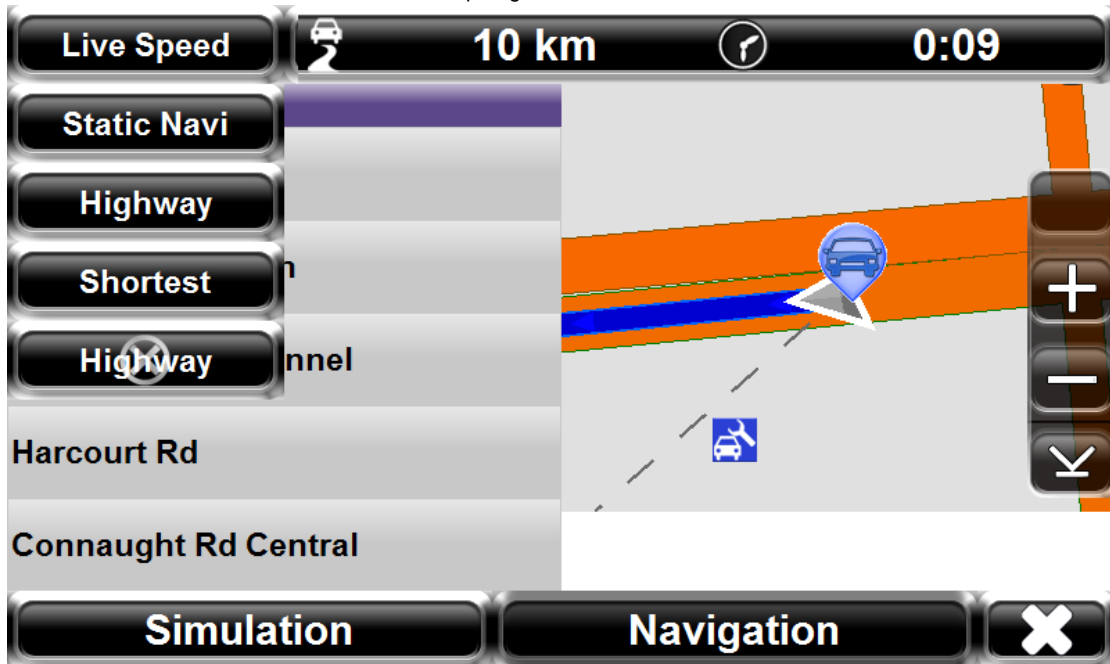 Live Speed
10 km
0:09
Static Navi
Highway
Shortest
Highway
Harcourt Rd
Connaught Rd Central
Simulation
Navigation